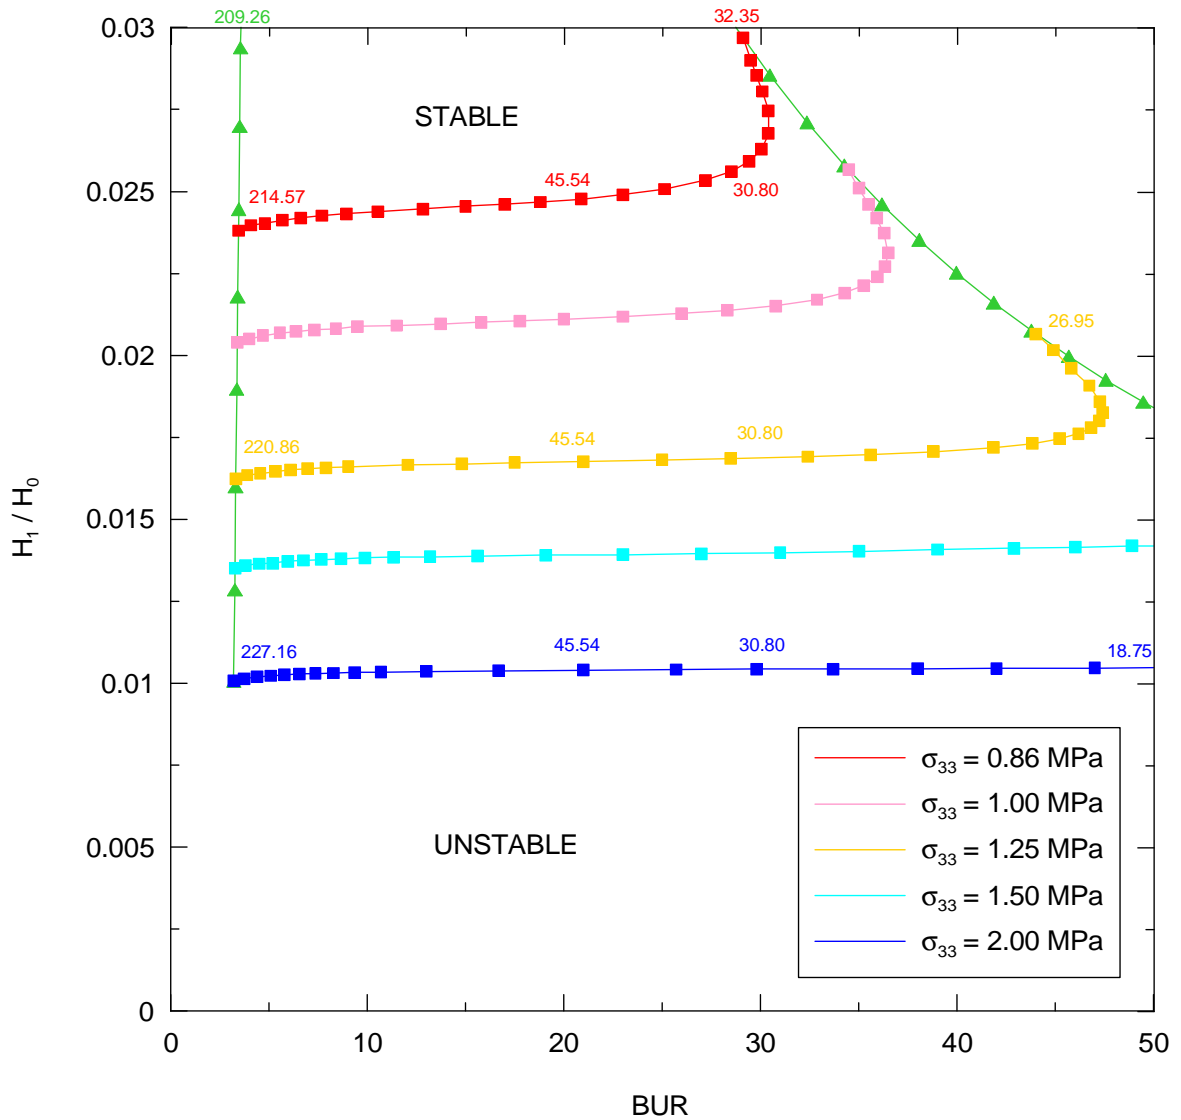 209.26
32.35
0.03
STABLE
0.025
214.57
45.54
30.80
26.95
0.02
220.86
45.54
30.80
H1 / H0
0.015
227.16
45.54
30.80
18.75
0.01
σ33 = 0.86 MPa
σ33 = 1.00 MPa
σ33 = 1.25 MPa
σ33 = 1.50 MPa
σ33 = 2.00 MPa
0.005
UNSTABLE
0
0 10 20 30 40 50
BUR